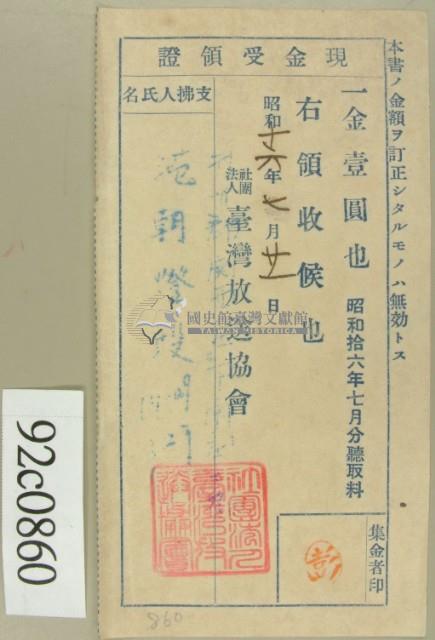 本書ノ金額ヲ訂正シタルモノハ無効トス
現金受領證
一金壹圓也
昭和拾六年七月分聽取料
右領收候也
昭和十六年七月廿一日
社團法人臺灣放送協會
支拂人氏名
集金者印
彭
國史館臺灣文獻館
TAIWAN HISTORICA
92c0860
860